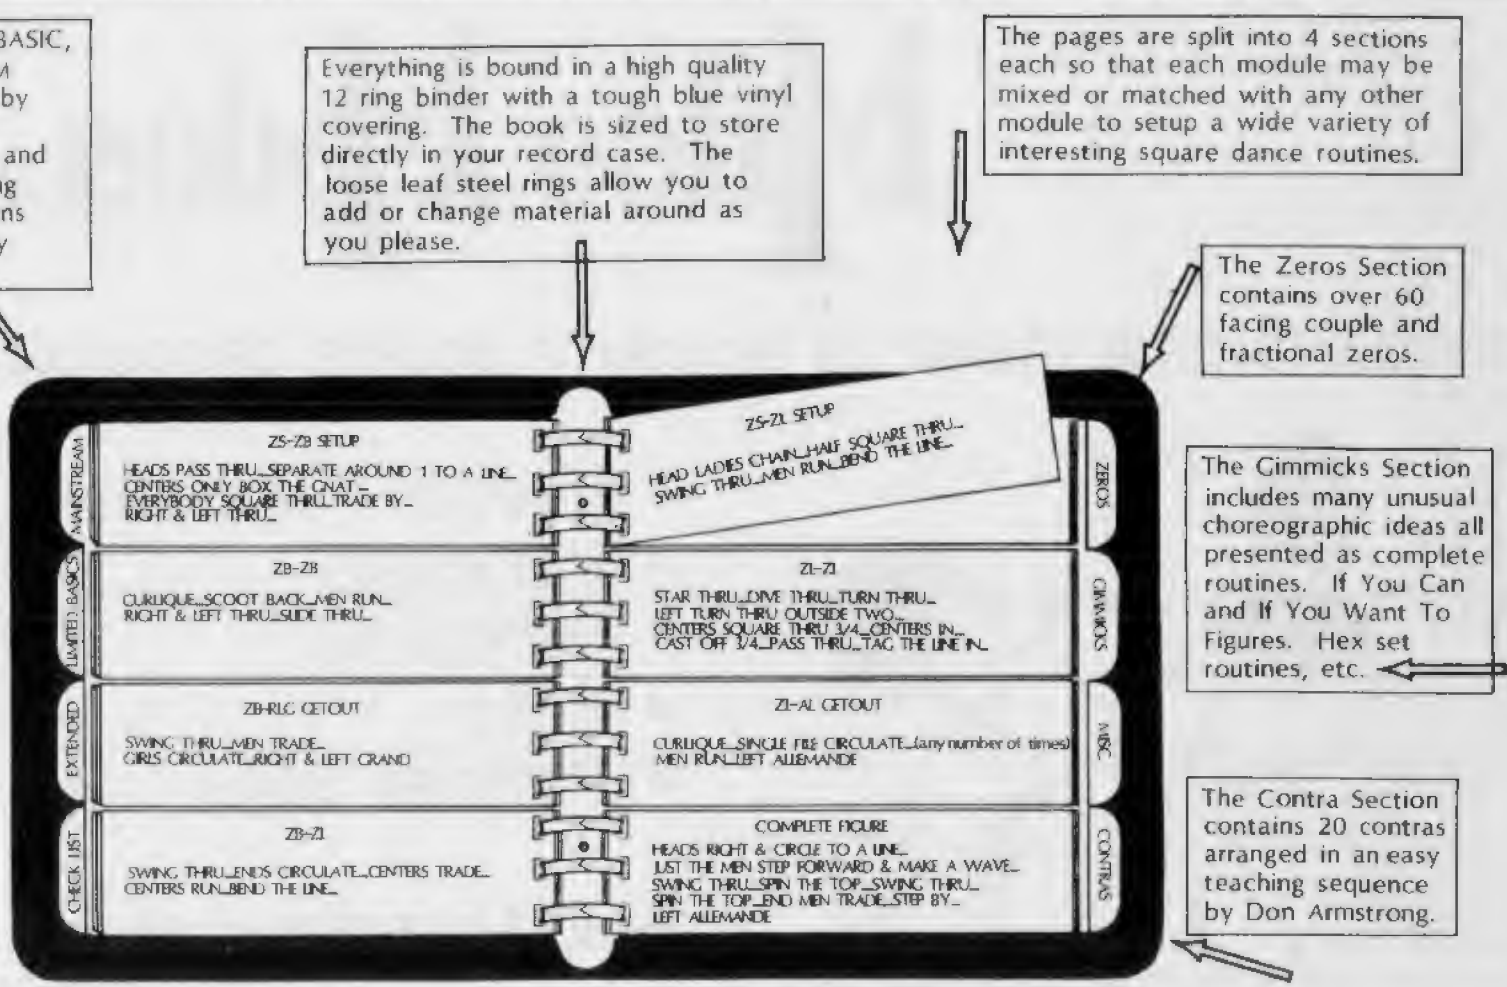 BASIC,
M
by
and
ng
ns
y
Everything is bound in a high quality
12 ring binder with a tough blue vinyl
covering. The book is sized to store
directly in your record case. The
loose leaf steel rings allow you to
add or change material around as
you please.
The pages are split into 4 sections
each so that each module may be
mixed or matched with any other
module to setup a wide variety of
interesting square dance routines.
The Zeros Section
contains over 60
facing couple and
fractional zeros.
The Gimmicks Section
includes many unusual
choreographic ideas all
presented as complete
routines. If You Can
and If You Want To
Figures. Hex set
routines, etc.
The Contra Section
contains 20 contras
arranged in an easy
teaching sequence
by Don Armstrong.
MAINSTREAM
LIMITED BASICS
EXTENDED
CHECK LIST
ZS-ZB SETUP
HEADS PASS THRU...SEPARATE AROUND 1 TO A LINE...
CENTERS ONLY BOX THE GNAT...
EVERYBODY SQUARE THRU...TRADE BY...
RIGHT & LEFT THRU...
ZB-ZB
CURLIQUE...SCOOT BACK...MEN RUN...
RIGHT & LEFT THRU...SLIDE THRU...
ZB-RLG GETOUT
SWING THRU...MEN TRADE...
GIRLS CIRCULATE...RIGHT & LEFT GRAND
ZB-ZL
SWING THRU...ENDS CIRCULATE...CENTERS TRADE...
CENTERS RUN...BEND THE LINE...
ZS-ZL SETUP
HEAD LADIES CHAIN...HALF SQUARE THRU...
SWING THRU...MEN RUN...BEND THE LINE...
ZL-ZL
STAR THRU...DIVE THRU...TURN THRU...
LEFT TURN THRU OUTSIDE TWO...
CENTERS SQUARE THRU 3/4...CENTERS IN...
CAST OFF 3/4...PASS THRU...TAG THE LINE IN...
ZL-AL GETOUT
CURLIQUE...SINGLE FILE CIRCULATE...(any number of times)
MEN RUN...LEFT ALLEMANDE
COMPLETE FIGURE
HEADS RIGHT & CIRCLE TO A LINE...
JUST THE MEN STEP FORWARD & MAKE A WAVE...
SWING THRU...SPIN THE TOP...SWING THRU...
SPIN THE TOP...END MEN TRADE...STEP BY...
LEFT ALLEMANDE
ZEROS
GIMMICKS
MISC
CONTRAS